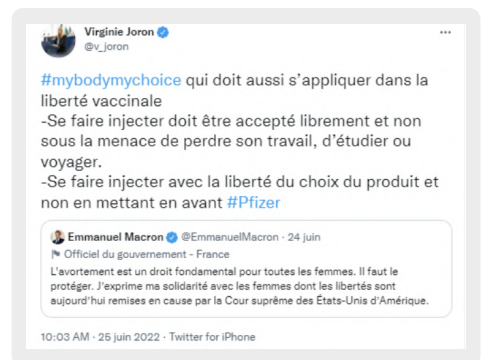 Virginie Joron
@v_joron
#mybodymychoice qui doit aussi s'appliquer dans la
liberté vaccinale
-Se faire injecter doit être accepté librement et non
sous la menace de perdre son travail, d'étudier ou
voyager.
-Se faire injecter avec la liberté du choix du produit et
non en mettant en avant #Pfizer
Emmanuel Macron @EmmanuelMacron · 24 juin
Officiel du gouvernement - France
L'avortement est un droit fondamental pour toutes les femmes. Il faut le
protéger. J'exprime ma solidarité avec les femmes dont les libertés sont
aujourd'hui remises en cause par la Cour suprême des États-Unis d'Amérique.
10:03 AM · 25 juin 2022 · Twitter for iPhone